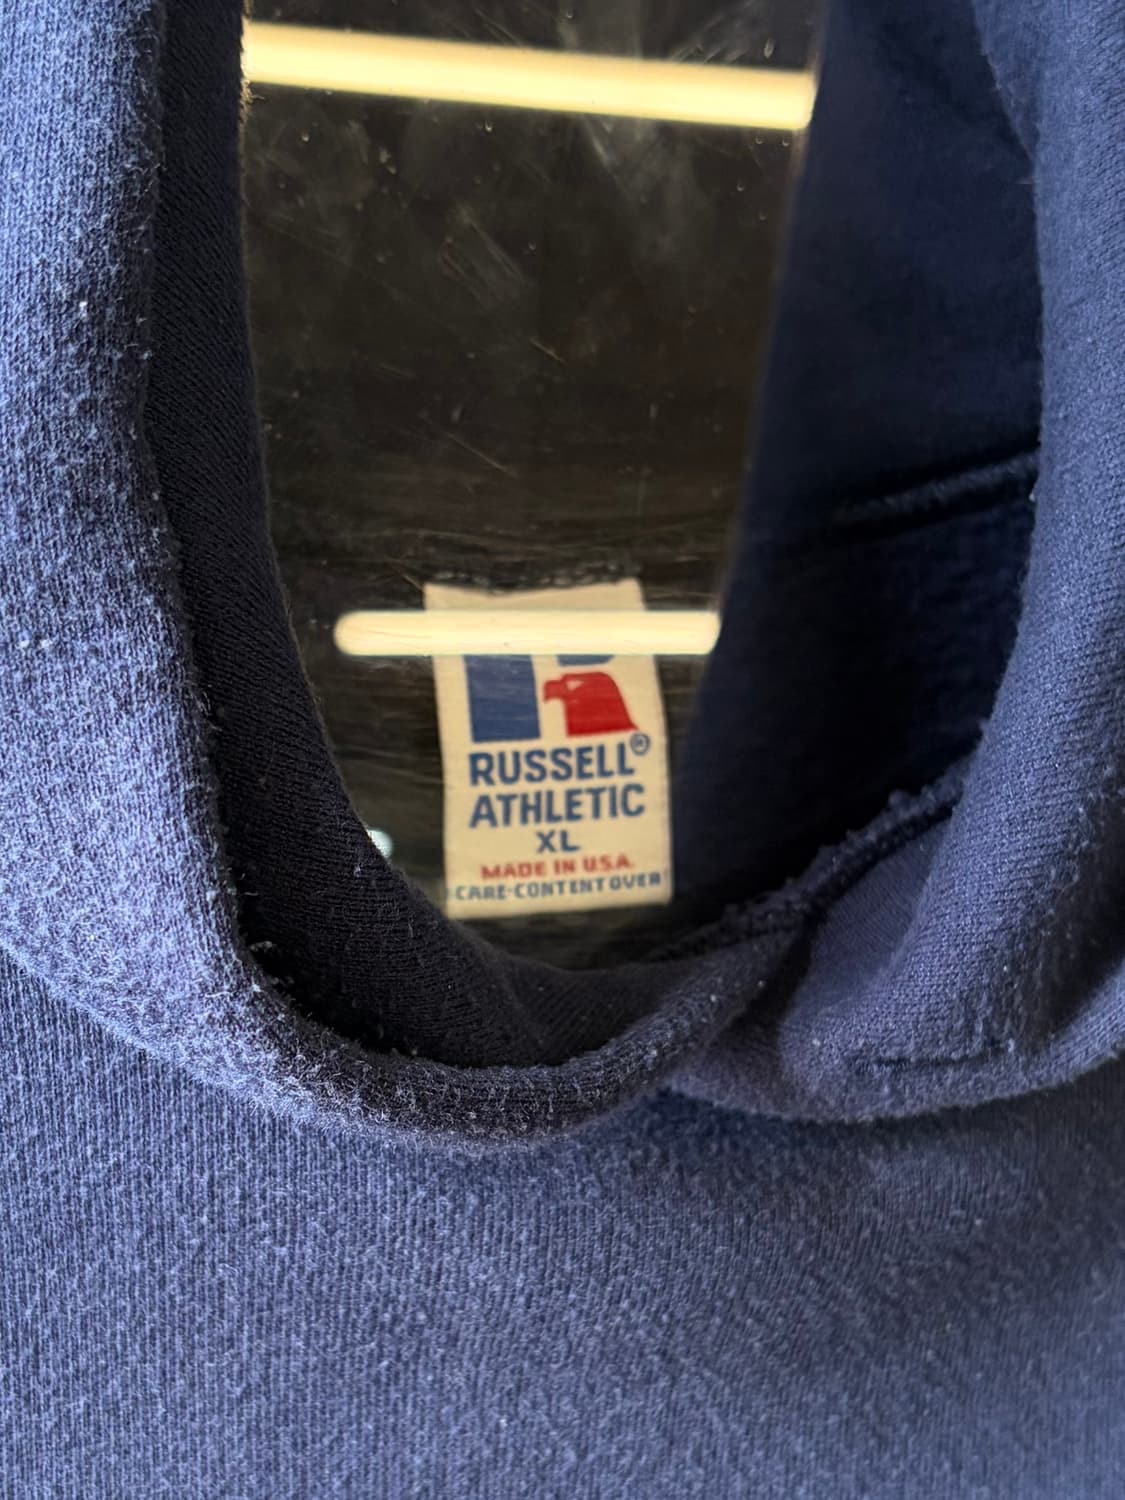 RUSSELL®
ATHLETIC
XL
MADE IN U.S.A.
CARE-CONTENT OVER